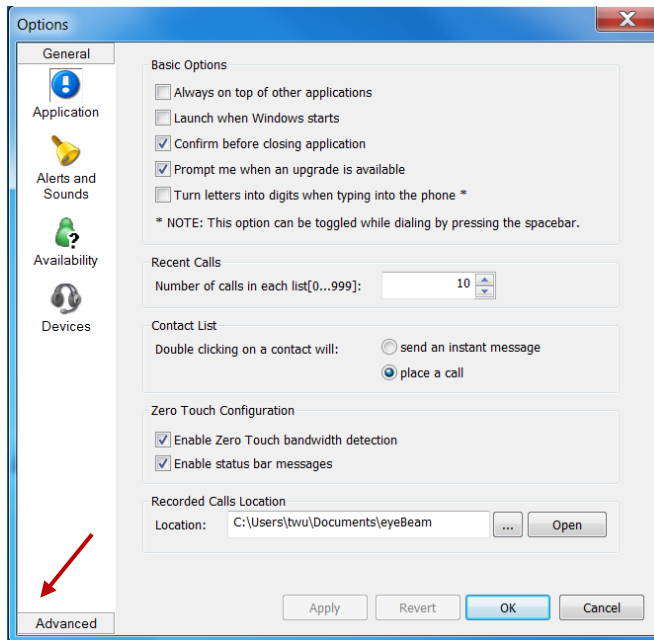 Options
General
Application
Alerts and
Sounds
Availability
Devices
Advanced
Basic Options
Always on top of other applications
Launch when Windows starts
Confirm before closing application
Prompt me when an upgrade is available
Turn letters into digits when typing into the phone *
* NOTE: This option can be toggled while dialing by pressing the spacebar.
Recent Calls
Number of calls in each list[0...999]: 10
Contact List
Double clicking on a contact will: send an instant message
place a call
Zero Touch Configuration
Enable Zero Touch bandwidth detection
Enable status bar messages
Recorded Calls Location
Location: C:\Users\twu\Documents\eyeBeam ... Open
Apply Revert OK Cancel